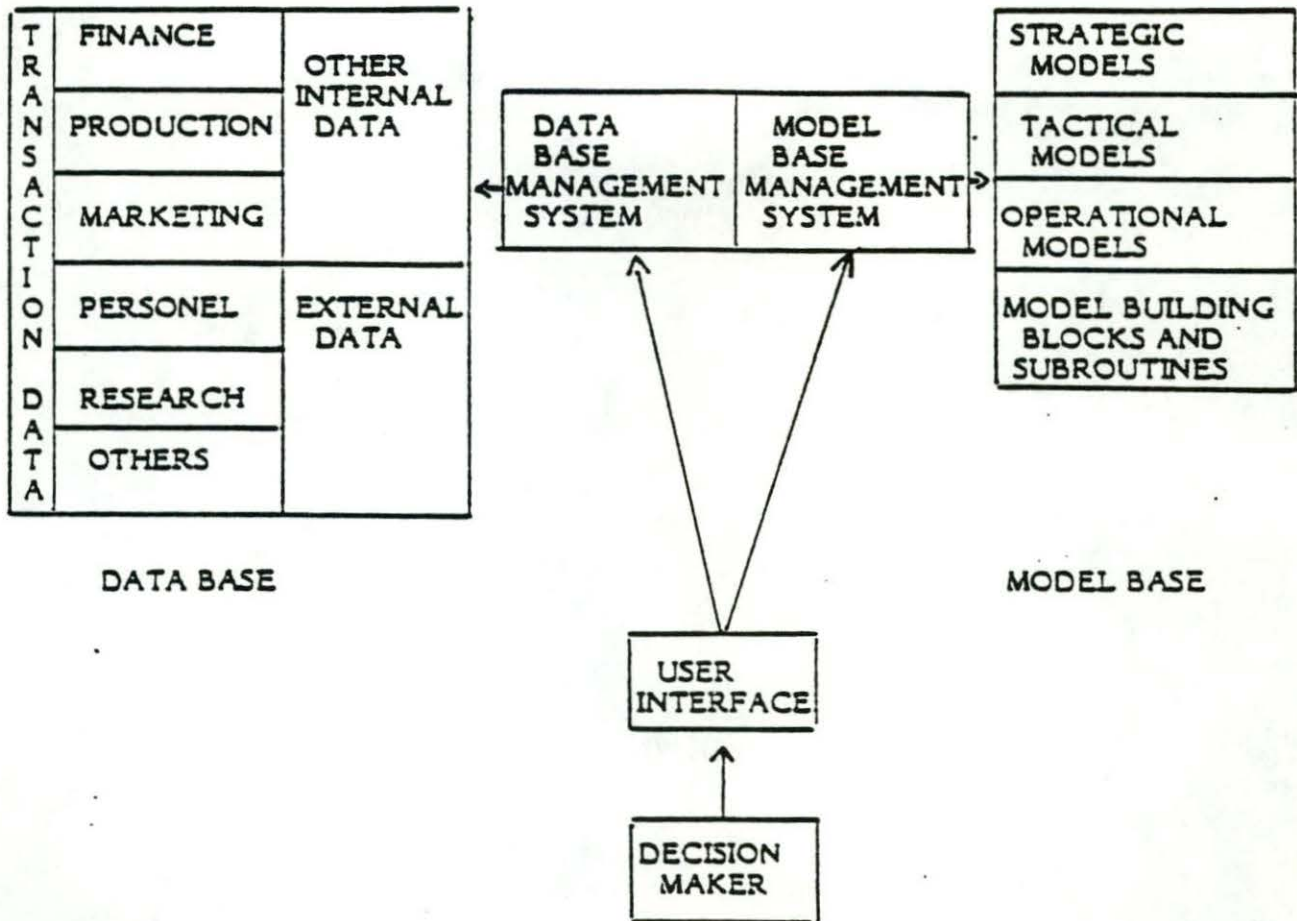 TRANSACTION DATA
FINANCE
PRODUCTION
MARKETING
PERSONEL
RESEARCH
OTHERS
OTHER
INTERNAL
DATA
EXTERNAL
DATA
DATA BASE
DATA
BASE
MANAGEMENT
SYSTEM
MODEL
BASE
MANAGEMENT
SYSTEM
STRATEGIC
MODELS
TACTICAL
MODELS
OPERATIONAL
MODELS
MODEL BUILDING
BLOCKS AND
SUBROUTINES
MODEL BASE
USER
INTERFACE
DECISION
MAKER